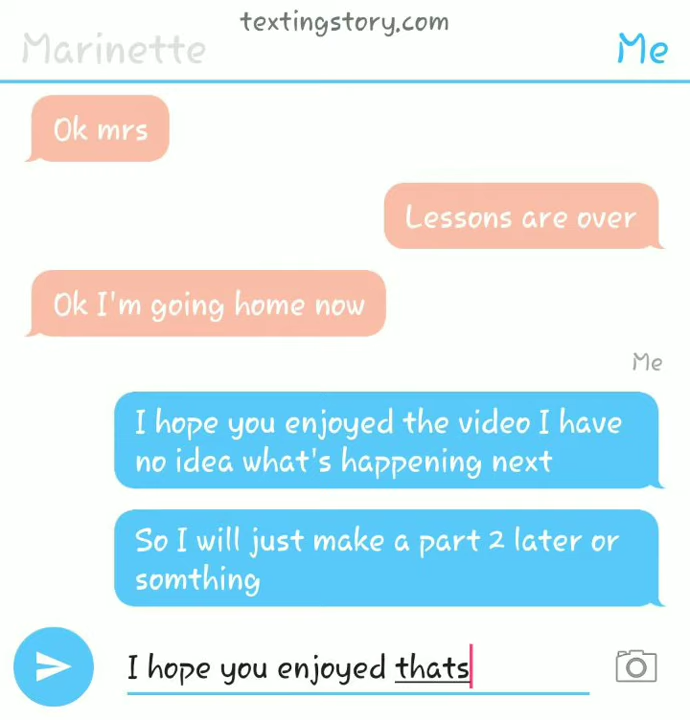 textingstory.com
Marinette
Me
Ok mrs
Lessons are over
Ok I'm going home now
Me
I hope you enjoyed the video I have
no idea what's happening next
So I will just make a part 2 later or
somthing
I hope you enjoyed thats